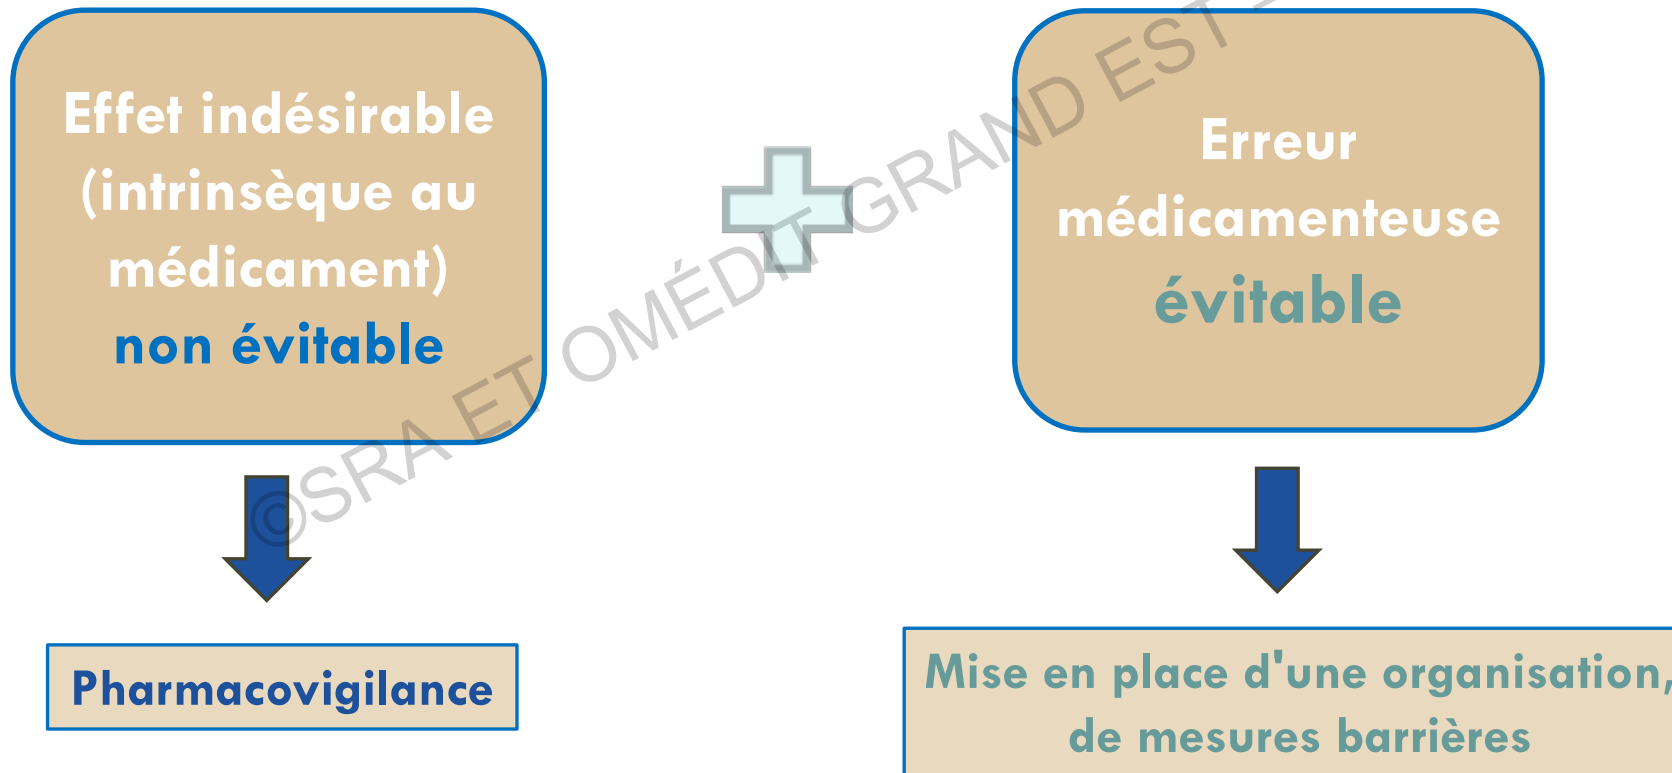 Effet indésirable
(intrinsèque au
médicament)
non évitable
Erreur
médicamenteuse
évitable
Pharmacovigilance
Mise en place d'une organisation,
de mesures barrières
©SRA ET OMÉDIT GRAND EST